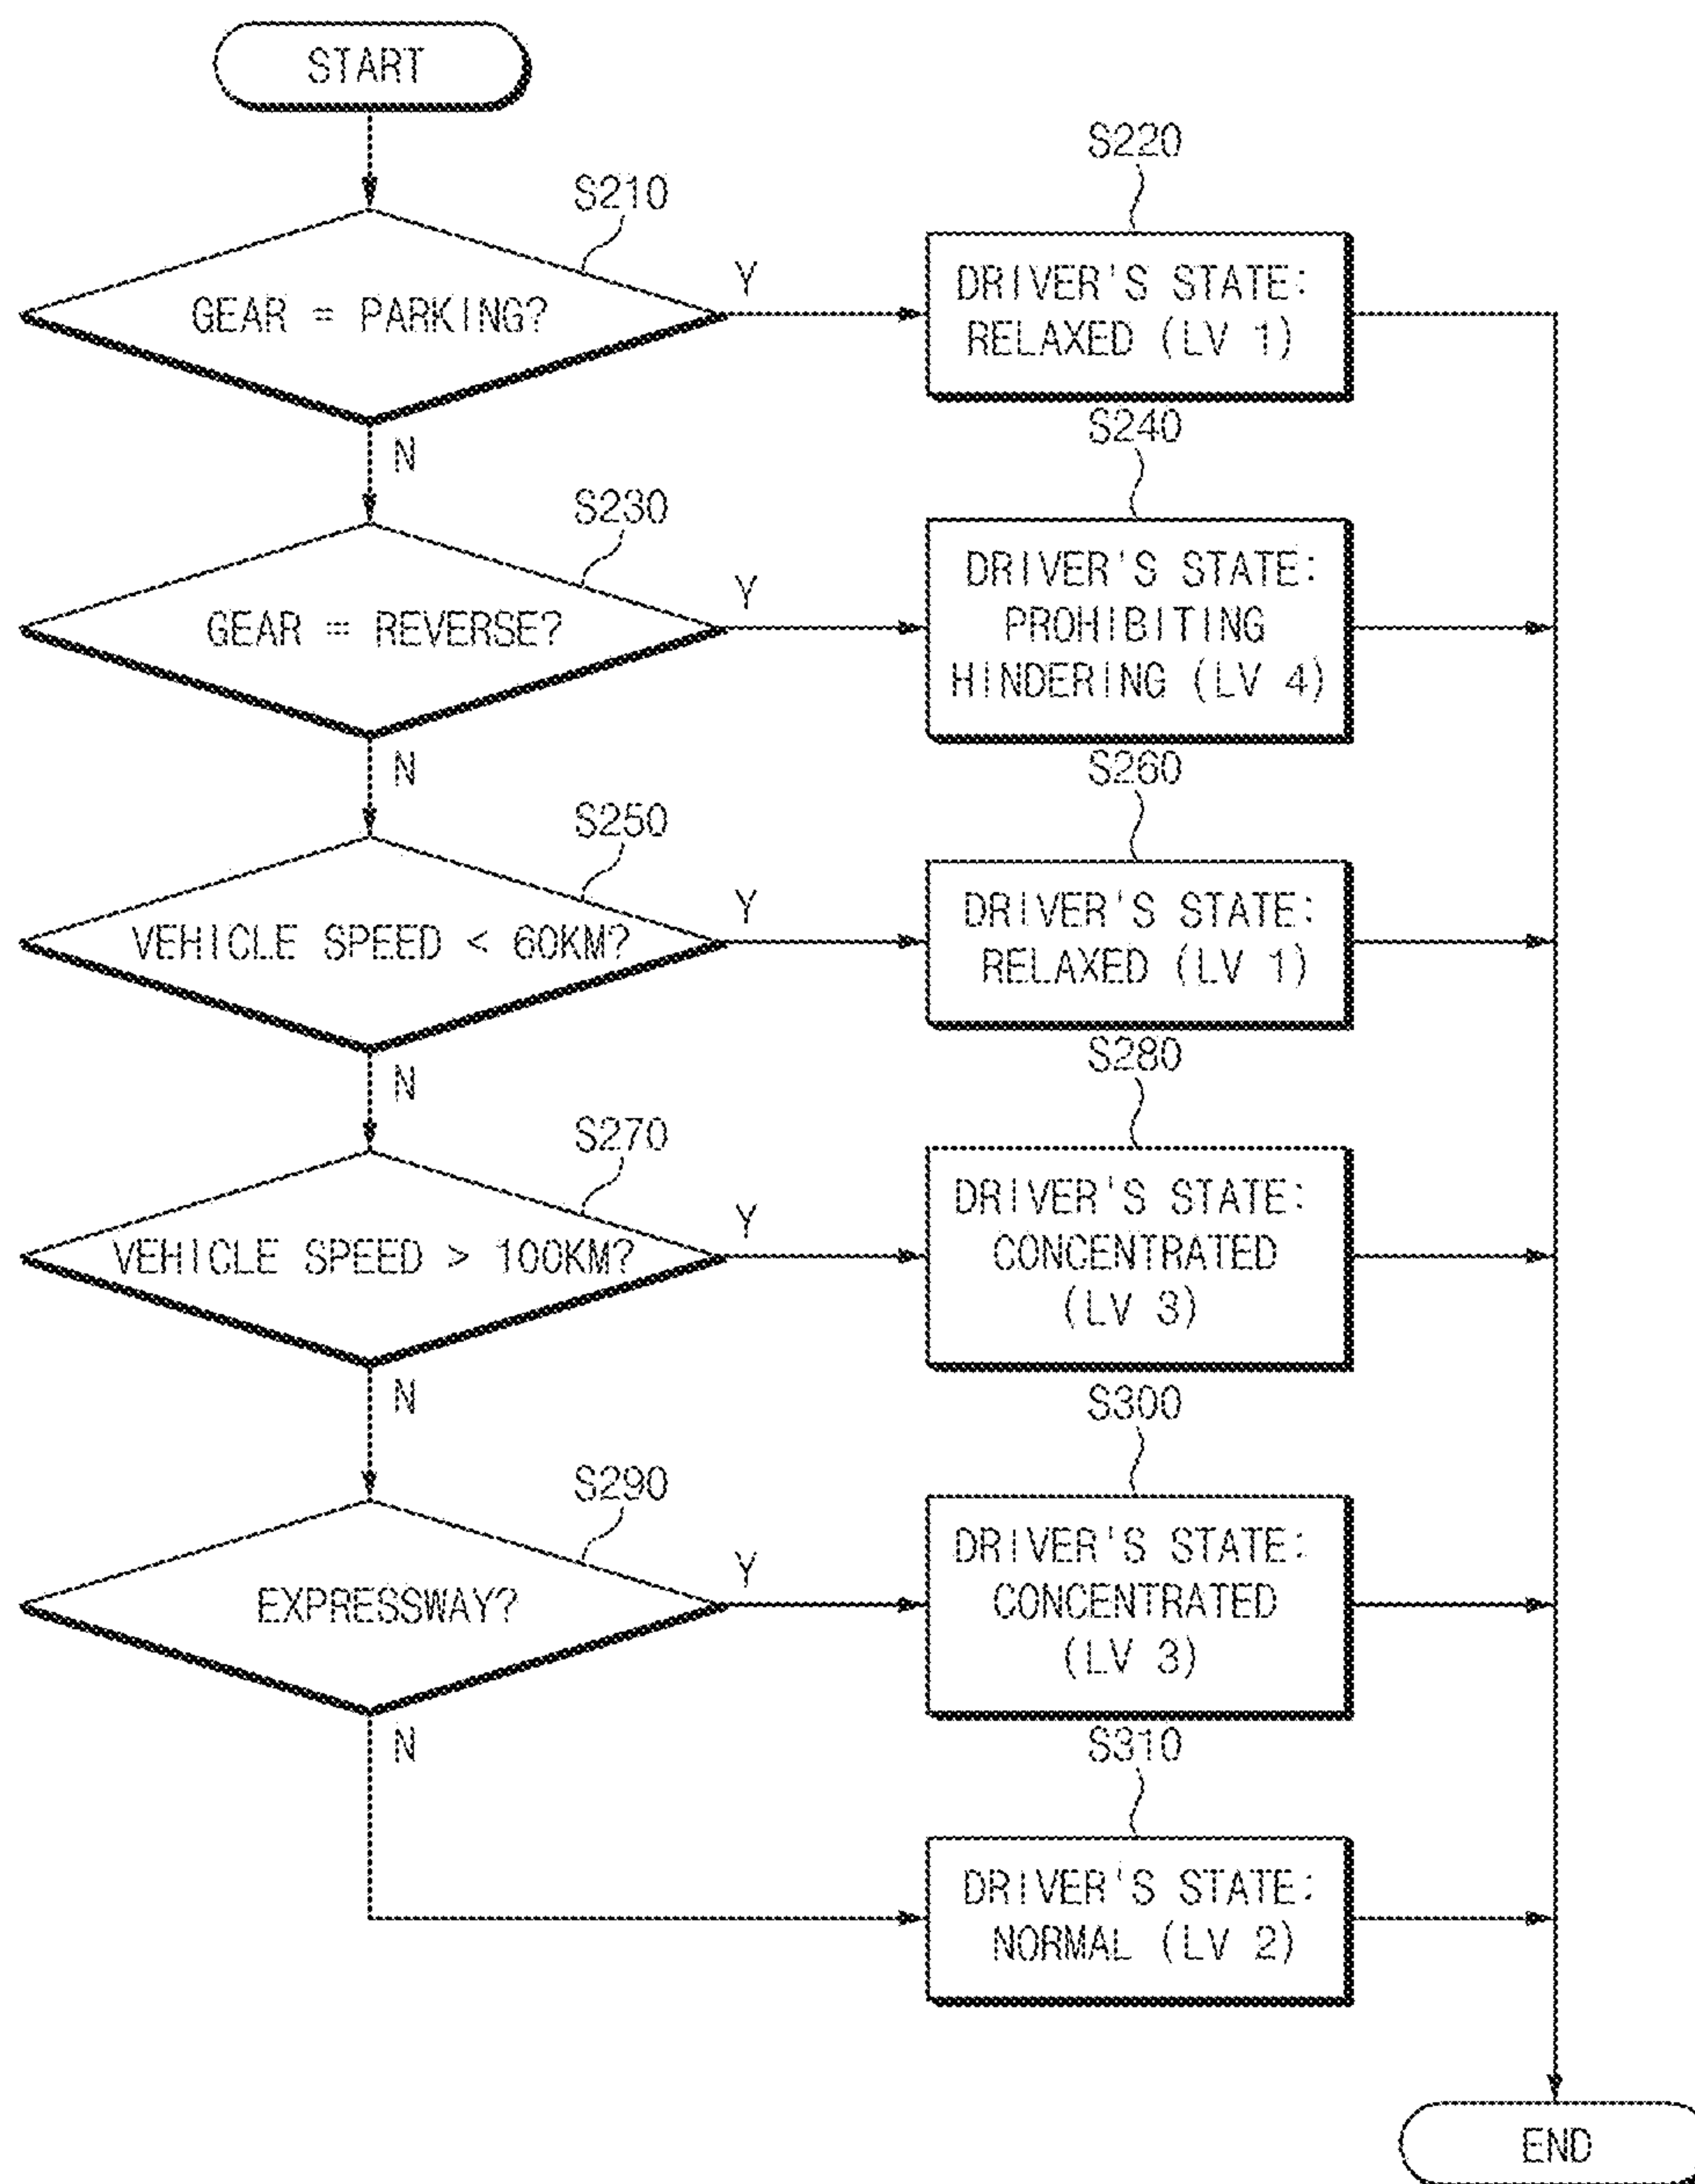 START
S210
GEAR = PARKING?
Y
N
S220
DRIVER'S STATE:
RELAXED (LV 1)
S230
GEAR = REVERSE?
Y
N
S240
DRIVER'S STATE:
PROHIBITING
HINDERING (LV 4)
S250
VEHICLE SPEED < 60KM?
Y
N
S260
DRIVER'S STATE:
RELAXED (LV 1)
S270
VEHICLE SPEED > 100KM?
Y
N
S280
DRIVER'S STATE:
CONCENTRATED
(LV 3)
S290
EXPRESSWAY?
Y
N
S300
DRIVER'S STATE:
CONCENTRATED
(LV 3)
S310
DRIVER'S STATE:
NORMAL (LV 2)
END